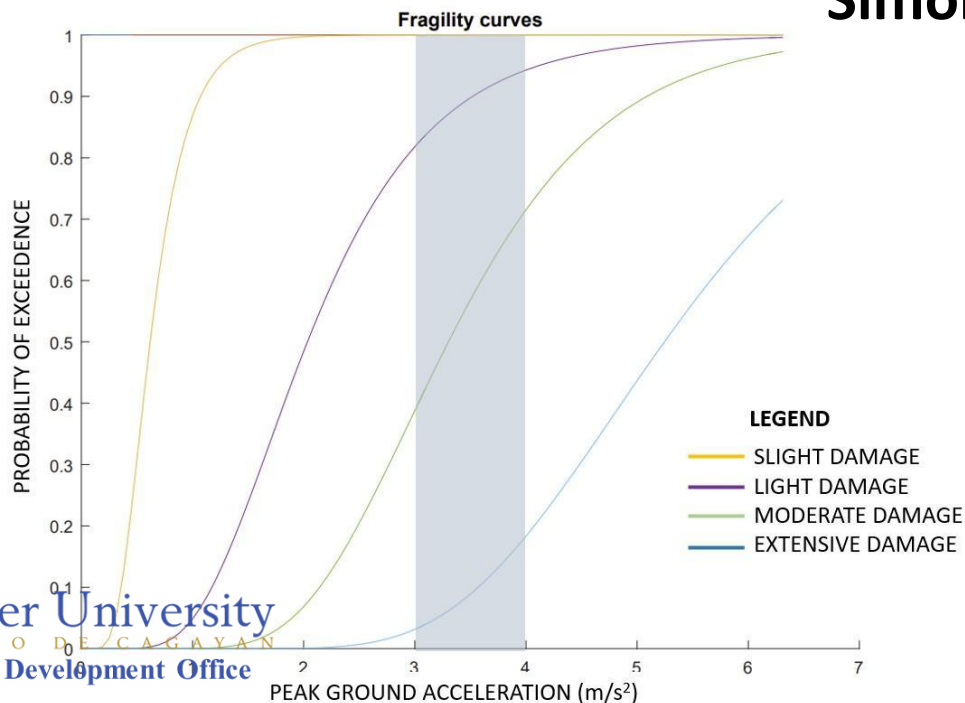 Fragility curves
PROBABILITY OF EXCEEDENCE
1
0.9
0.8
0.7
0.6
0.5
0.4
0.3
0.2
0.1
0
2
3
4
5
6
7
PEAK GROUND ACCELERATION (m/s²)
LEGEND
SLIGHT DAMAGE
LIGHT DAMAGE
MODERATE DAMAGE
EXTENSIVE DAMAGE
er University
O DE CAGAYAN
Development Office